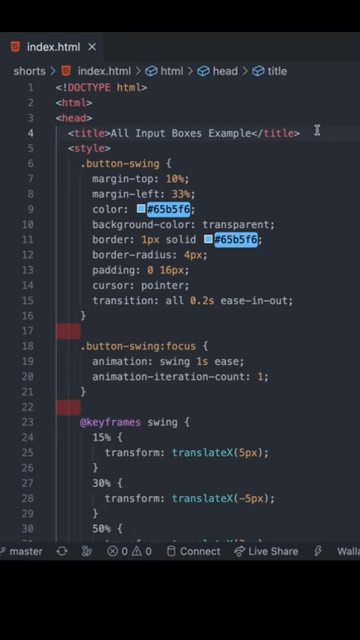 index.html
shorts > index.html > html > head > title
1 <!DOCTYPE html>
2 <html>
3 <head>
4 <title>All Input Boxes Example</title>
5 <style>
6 .button-swing {
7 margin-top: 10%;
8 margin-left: 33%;
9 color: #65b5f6;
10 background-color: transparent;
11 border: 1px solid #65b5f6;
12 border-radius: 4px;
13 padding: 0 16px;
14 cursor: pointer;
15 transition: all 0.2s ease-in-out;
16 }
17
18 .button-swing:focus {
19 animation: swing 1s ease;
20 animation-iteration-count: 1;
21 }
22
23 @keyframes swing {
24 15% {
25 transform: translateX(5px);
26 }
27 30% {
28 transform: translateX(-5px);
29 }
30 50% {
master 0 0 Connect Live Share Walla